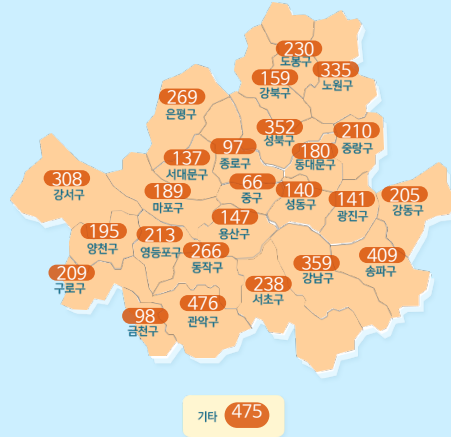 230
도봉구
335
노원구
159
강북구
269
은평구
352
성북구
210
중랑구
97
종로구
180
동대문구
137
서대문구
308
강서구
66
중구
189
마포구
140
성동구
141
광진구
205
강동구
147
용산구
195
양천구
213
영등포구
266
동작구
359
강남구
409
송파구
209
구로구
238
서초구
476
관악구
98
금천구
기타 475